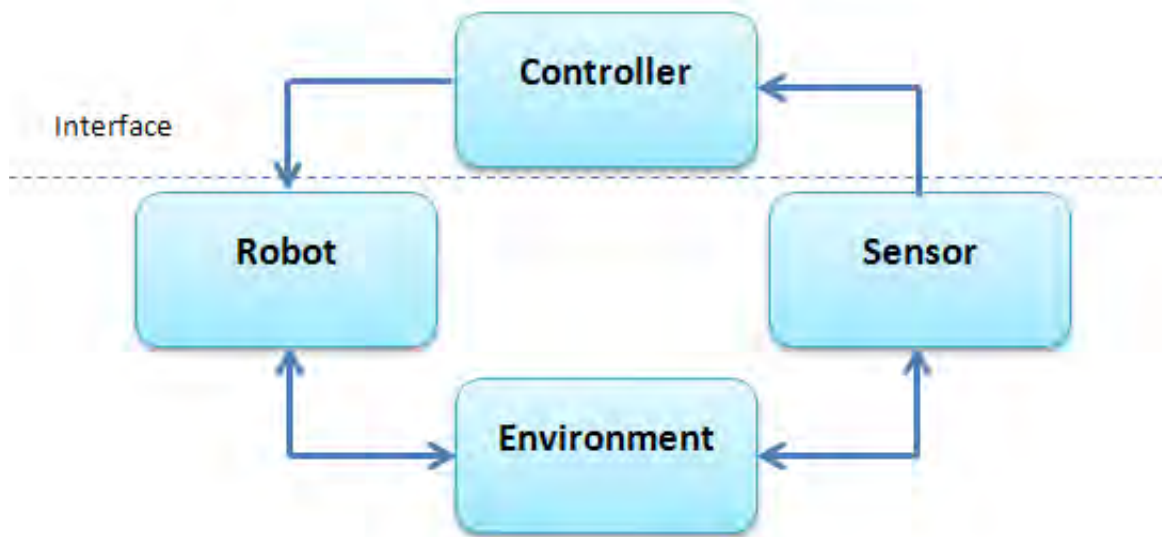 Controller
Interface
Robot
Sensor
Environment